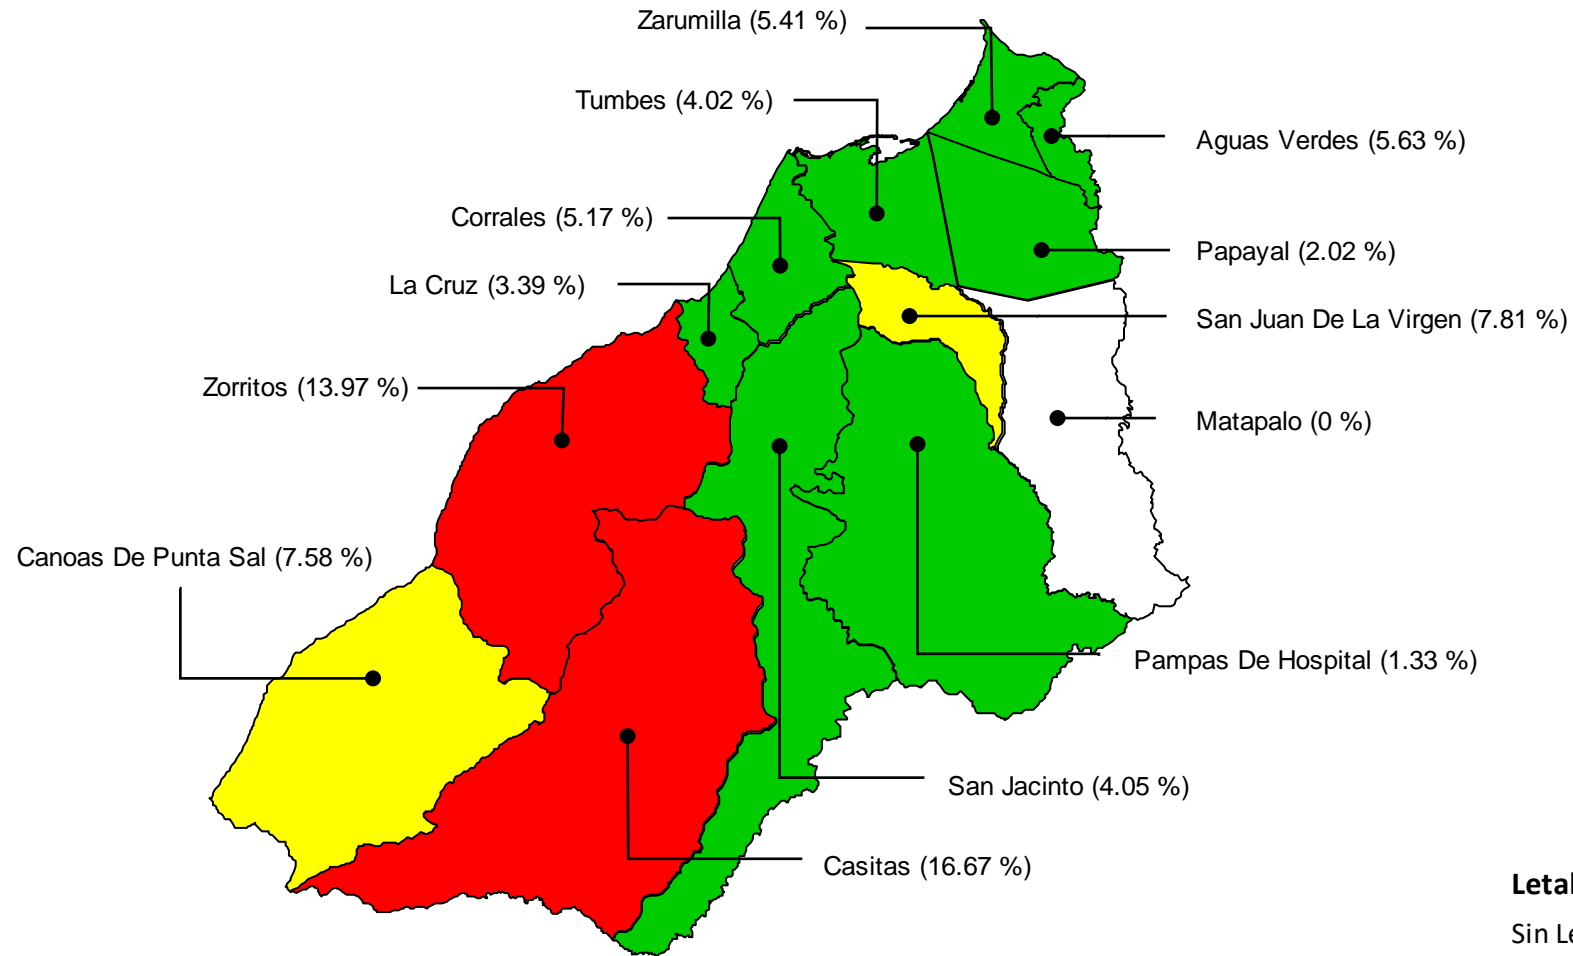 Zarumilla (5.41 %)
Tumbes (4.02 %)
Aguas Verdes (5.63 %)
Corrales (5.17 %)
Papayal (2.02 %)
La Cruz (3.39 %)
San Juan De La Virgen (7.81 %)
Zorritos (13.97 %)
Matapalo (0 %)
Canoas De Punta Sal (7.58 %)
Pampas De Hospital (1.33 %)
San Jacinto (4.05 %)
Casitas (16.67 %)
Sin